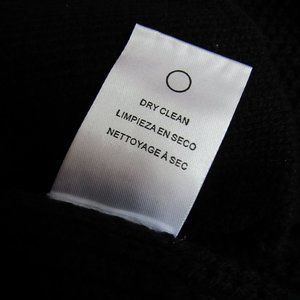 DRY CLEAN
LIMPIEZA EN SECO
NETTOYAGE À SEC